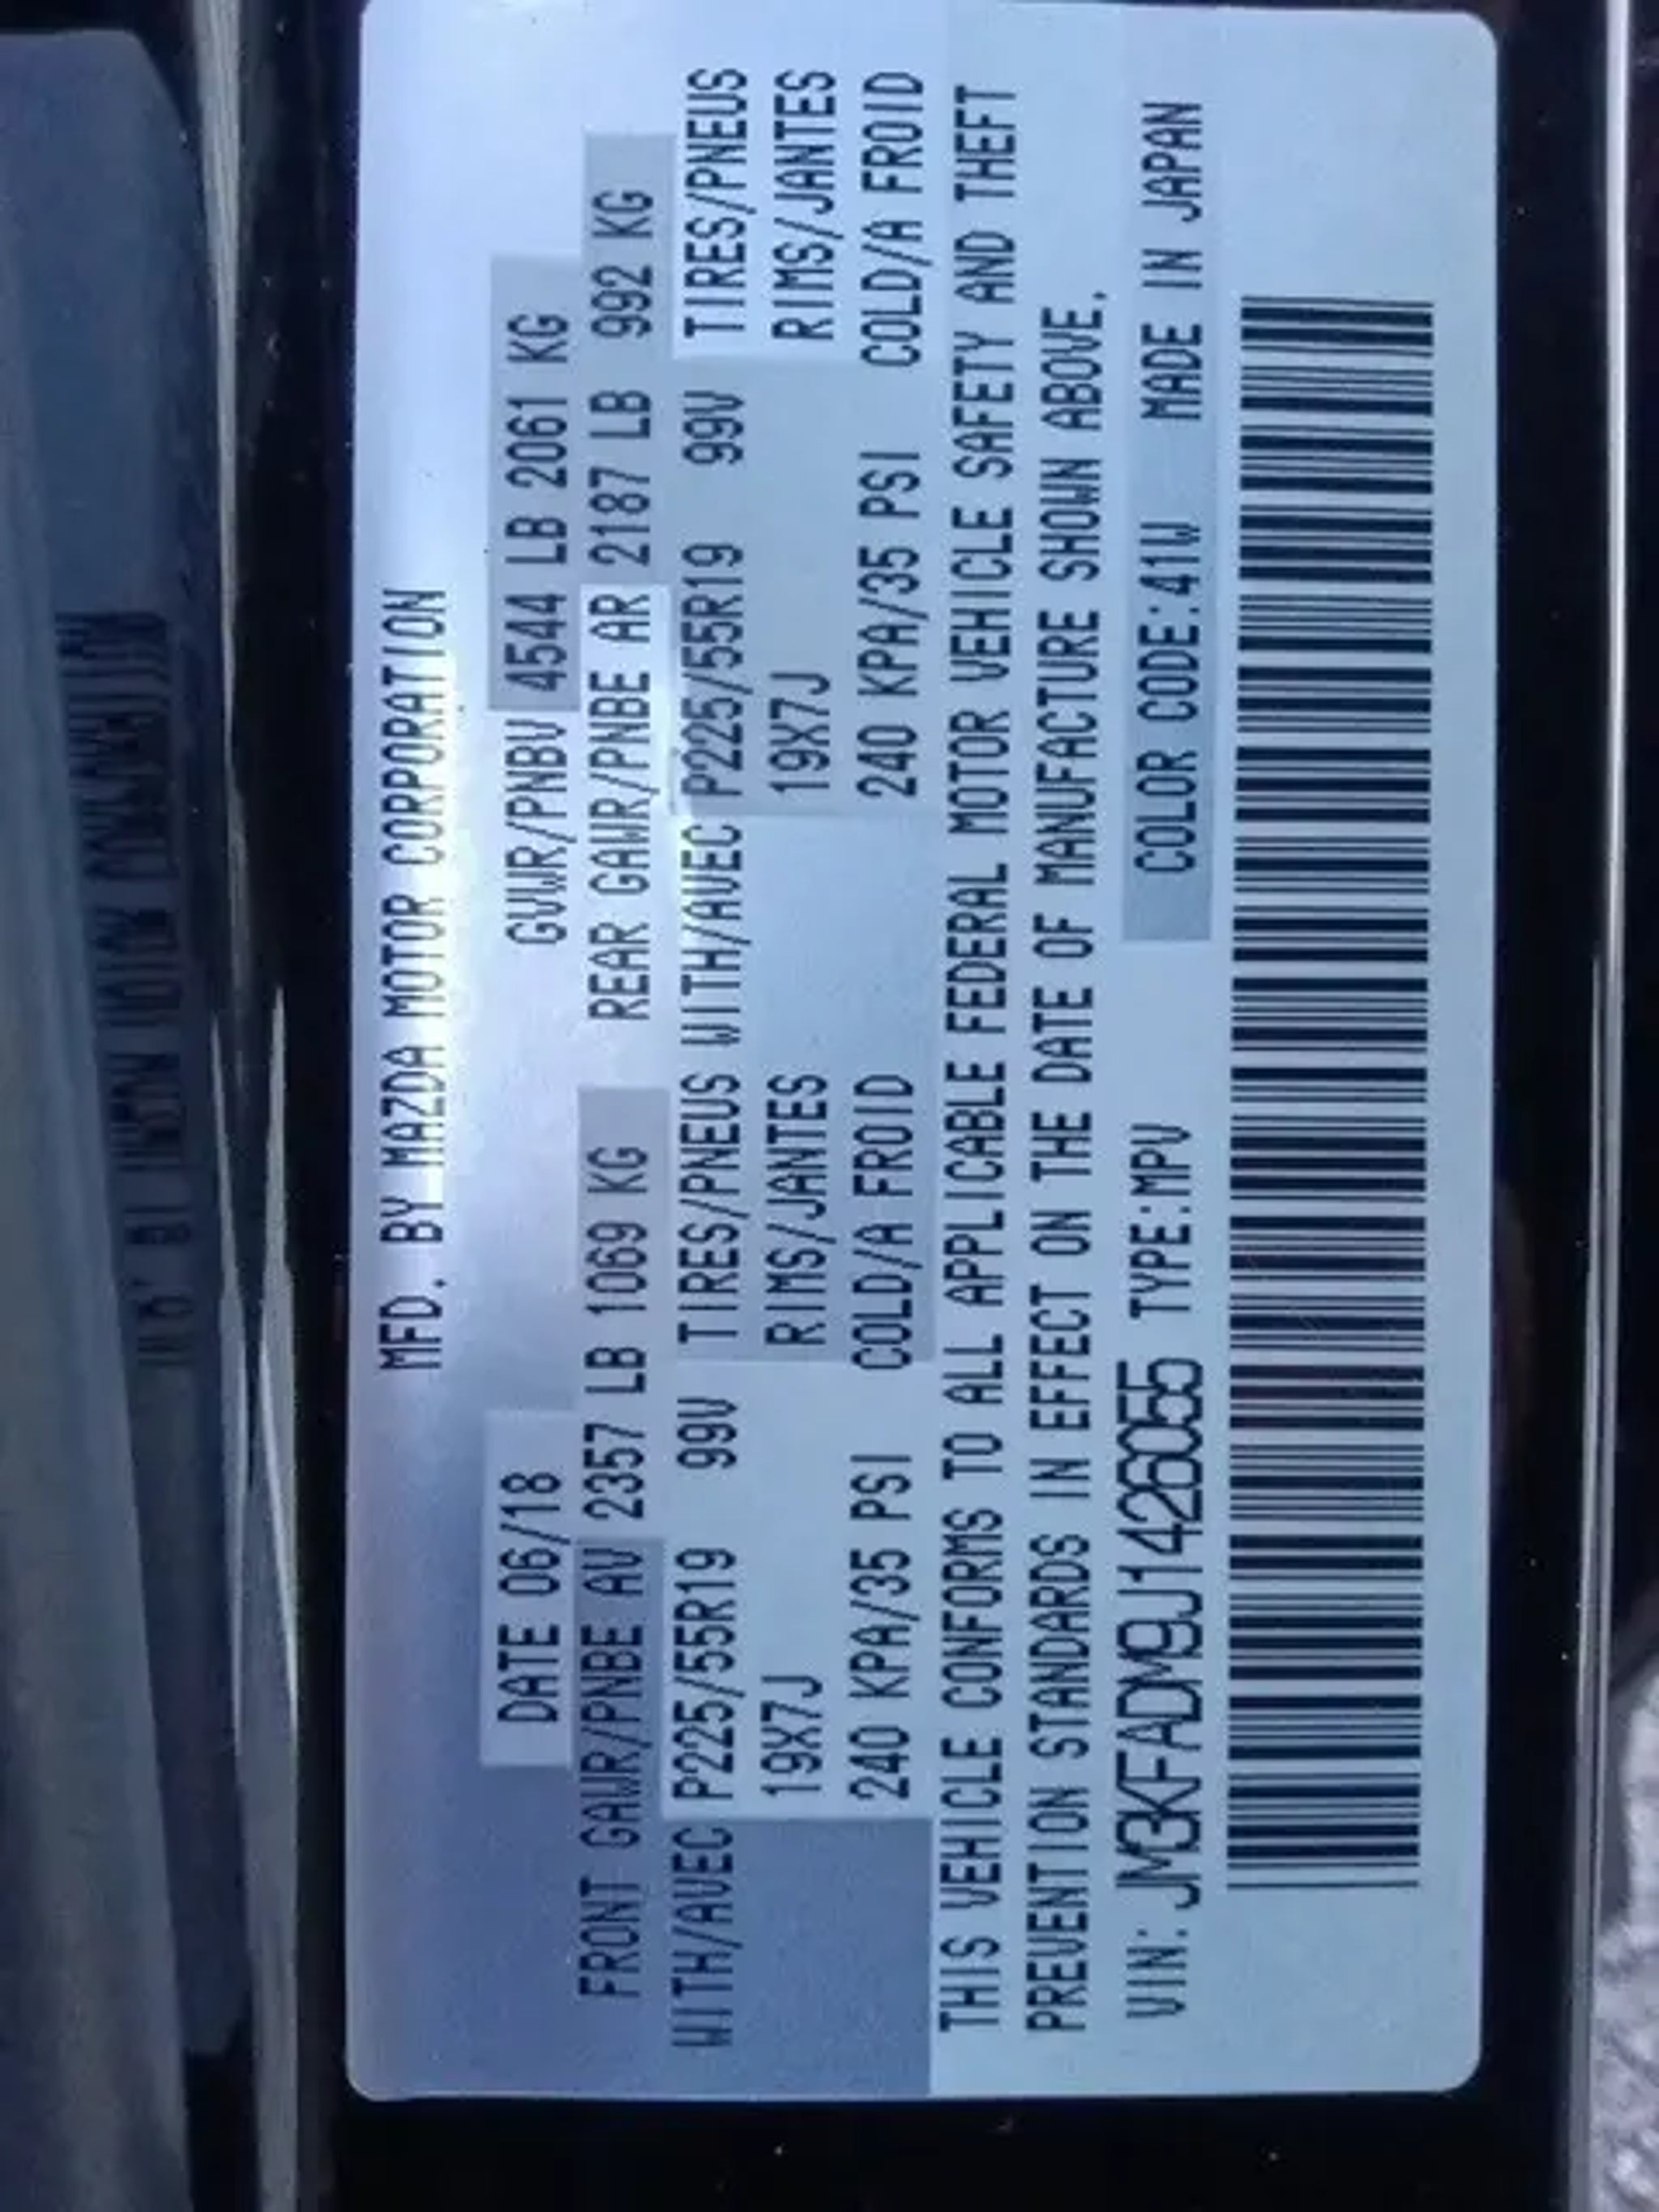 MFD. BY MAZDA MOTOR CORPORATION
DATE 06/18 GVWR/PNBV 4544 LB 2061 KG
FRONT GAWR/PNBE AV 2357 LB 1069 KG REAR GAWR/PNBE AR 2187 LB 992 KG
WITH/AVEC P225/55R19 99V TIRES/PNEUS WITH/AVEC P225/55R19 99V TIRES/PNEUS
19X7J RIMS/JANTES 19X7J RIMS/JANTES
240 KPA/35 PSI COLD/A FROID 240 KPA/35 PSI COLD/A FROID
THIS VEHICLE CONFORMS TO ALL APPLICABLE FEDERAL MOTOR VEHICLE SAFETY AND THEFT
PREVENTION STANDARDS IN EFFECT ON THE DATE OF MANUFACTURE SHOWN ABOVE.
VIN: JM3KFADM9J1426055 TYPE:MPV COLOR CODE:41W MADE IN JAPAN